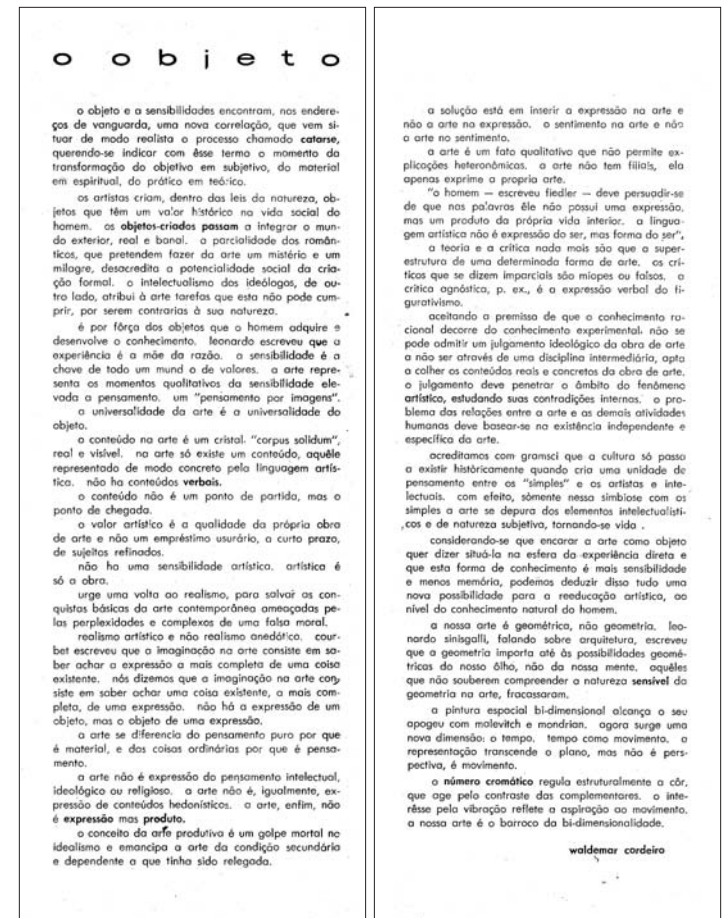 o objeto
o objeto e a sensibilidades encontram, nos endere-
ços de vanguarda, uma nova correlação, que vem si-
tuar de modo realista o processo chamado catarse,
querendo-se indicar com êsse termo o momento da
transformação do objetivo em subjetivo, do material
em espiritual, do prático em teórico.
os artistas criam, dentro das leis da natureza, ob-
jetos que têm um valor histórico na vida social do
homem. os objetos-criados passam a integrar o mun-
do exterior, real e banal. a parcialidade dos român-
ticos, que pretendem fazer da arte um mistério e um
milagre, desacredita a potencialidade social da cria-
ção formal. o intelectualismo dos ideólogos, de ou-
tro lado, atribui à arte tarefas que esta não pode cum-
prir, por serem contrarias à sua natureza.
é por fôrça dos objetos que o homem adquire e
desenvolve o conhecimento. leonardo escreveu que a
experiência é a mãe da razão. a sensibilidade é a
chave de todo um mund o de valores. a arte repre-
senta os momentos qualitativos da sensibilidade ele-
vada a pensamento. um "pensamento por imagens".
a universalidade da arte é a universalidade do
objeto.
o conteúdo na arte é um cristal. "corpus solidum",
real e visível. na arte só existe um conteúdo, aquêle
representado de modo concreto pela linguagem artís-
tica. não ha conteúdos verbais.
o conteúdo não é um ponto de partida, mas o
ponto de chegada.
o valor artístico é a qualidade da própria obra
de arte e não um empréstimo usurário, a curto prazo,
de sujeitos refinados.
não ha uma sensibilidade artística. artística é
só a obra.
urge uma volta ao realismo, para salvar as con-
quistas básicas da arte contemporânea ameaçadas pe-
las perplexidades e complexos de uma falsa moral.
realismo artístico e não realismo anedótico. cour-
bet escreveu que a imaginação na arte consiste em sa-
ber achar a expressão a mais completa de uma coisa
existente. nós dizemos que a imaginação na arte con-
siste em saber achar uma coisa existente, a mais com-
pleta, de uma expressão. não há a expressão de um
objeto, mas o objeto de uma expressão.
a arte se diferencia do pensamento puro por que
é material, e das coisas ordinárias por que é pensa-
mento.
a arte não é expressão do pensamento intelectual,
ideológico ou religioso. a arte não é, igualmente, ex-
pressão de conteúdos hedonísticos. a arte, enfim, não
é expressão mas produto.
o conceito da arte produtiva é um golpe mortal no
idealismo e emancipa a arte da condição secundária
e dependente a que tinha sido relegada.
a solução está em inserir a expressão na arte e
não a arte na expressão. o sentimento na arte e não
a arte no sentimento.
a arte é um fato qualitativo que não permite ex-
plicações heteronômicas. a arte não tem filiais, ela
apenas exprime a propria arte.
"o homem — escreveu fiedler — deve persuadir-se
de que nas palavras êle não possui uma expressão,
mas um produto da própria vida interior. a lingua-
gem artística não é expressão do ser, mas forma do ser",
a teoria e a crítica nada mais são que a super-
estrutura de uma determinada forma de arte. os crí-
ticos que se dizem imparciais são míopes ou falsos. a
crítica agnóstica, p. ex., é a expressão verbal do fi-
gurativismo.
aceitando a premissa de que o conhecimento ra-
cional decorre do conhecimento experimental. não se
pode admitir um julgamento ideológico da obra de arte
a não ser através de uma disciplina intermediária, apta
a colher os conteúdos reais e concretos da obra de arte.
o julgamento deve penetrar o âmbito do fenômeno
artístico, estudando suas contradições internas. o pro-
blema das relações entre a arte e as demais atividades
humanas deve basear-se na existência independente e
específica da arte.
acreditamos com gramsci que a cultura só passa
a existir històricamente quando cria uma unidade de
pensamento entre os "simples" e os artistas e inte-
lectuais. com efeito, sòmente nessa simbiose com os
simples a arte se depura dos elementos intelectualísti-
cos e de natureza subjetiva, tornando-se vida .
considerando-se que encarar a arte como objeto
quer dizer situá-la na esfera da experiência direta e
que esta forma de conhecimento é mais sensibilidade
e menos memória, podemos deduzir disso tudo uma
nova possibilidade para a reeducação artística, ao
nível do conhecimento natural do homem.
a nossa arte é geométrica, não geometria. leo-
nardo sinisgalli, falando sobre arquitetura, escreveu
que a geometria importa até às possibilidades geomé-
tricas do nosso ôlho, não da nossa mente. aquêles
que não souberem compreender a natureza sensível da
geometria na arte, fracassaram.
a pintura espacial bi-dimensional alcança o seu
apogeu com malevitch e mondrian. agora surge uma
nova dimensão: o tempo. tempo como movimento. a
representação transcende o plano, mas não é pers-
pectiva, é movimento.
o número cromático regula estruturalmente a côr,
que age pelo contraste das complementares. o inte-
rêsse pela vibração reflete a aspiração ao movimento.
a nossa arte é o barroco da bi-dimensionalidade.
waldemar cordeiro